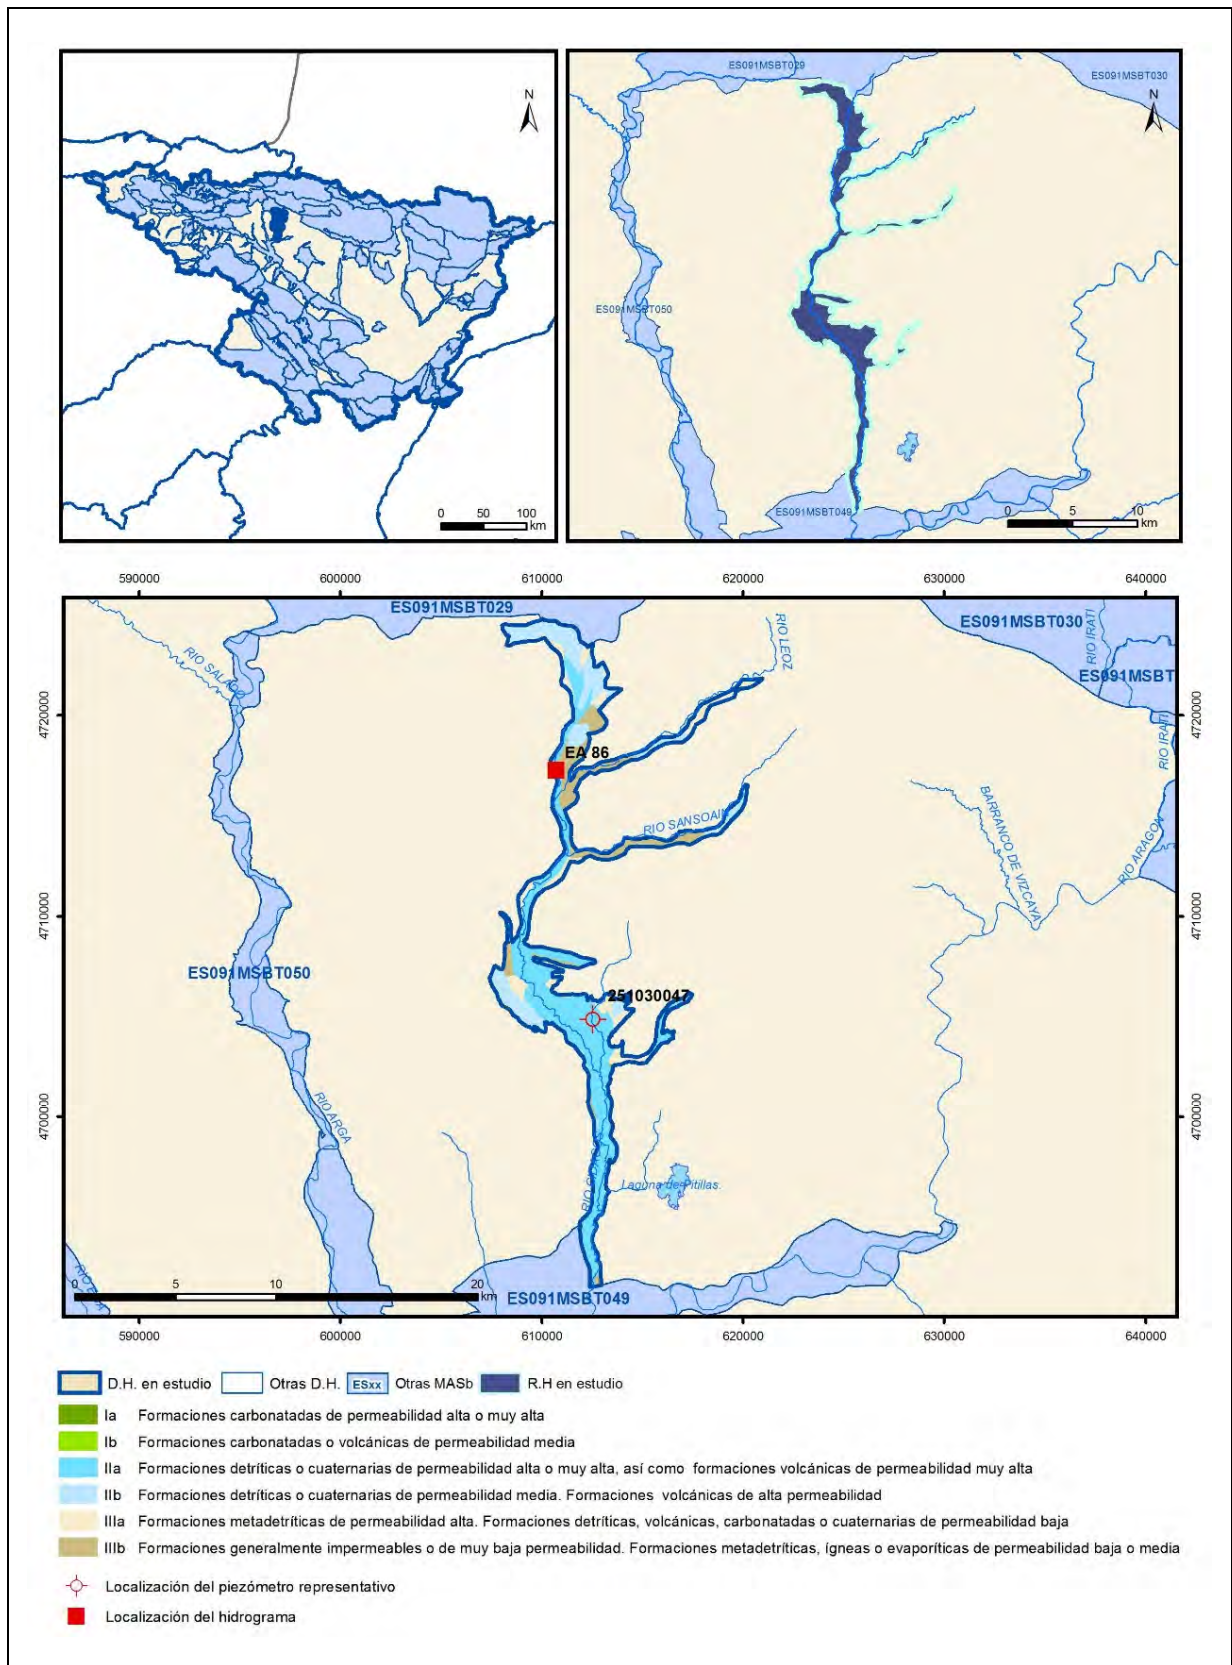 N
0 50 100
km
ES091MSBT029
ES091MSBT030
N
ES091MSBT050
ES091MSBT049
0 5 10
km
590000 600000 610000 620000 630000 640000
ES091MSBT029
ES091MSBT030
RIO IRATI
ES091MSBT
RIO SALADO
RIO LEOZ
4720000
4720000
RIO IRATI
EA 86
BARRANCO DE VIZCAYA
RIO SANSOAIN
RIO ARAGON
4710000
4710000
ES091MSBT050
251030047
RIO ARGA
4700000
4700000
Laguna de Pitillas.
0 5 10 20
km
ES091MSBT049
590000 600000 610000 620000 630000 640000
D.H. en estudio Otras D.H. ESxx Otras MASb R.H en estudio
Ia Formaciones carbonatadas de permeabilidad alta o muy alta
Ib Formaciones carbonatadas o volcánicas de permeabilidad media
IIa Formaciones detríticas o cuaternarias de permeabilidad alta o muy alta, así como formaciones volcánicas de permeabilidad muy alta
IIb Formaciones detríticas o cuaternarias de permeabilidad media. Formaciones volcánicas de alta permeabilidad
IIIa Formaciones metadetríticas de permeabilidad alta. Formaciones detríticas, volcánicas, carbonatadas o cuaternarias de permeabilidad baja
IIIb Formaciones generalmente impermeables o de muy baja permeabilidad. Formaciones metadetríticas, ígneas o evaporíticas de permeabilidad baja o media
Localización del piezómetro representativo
Localización del hidrograma